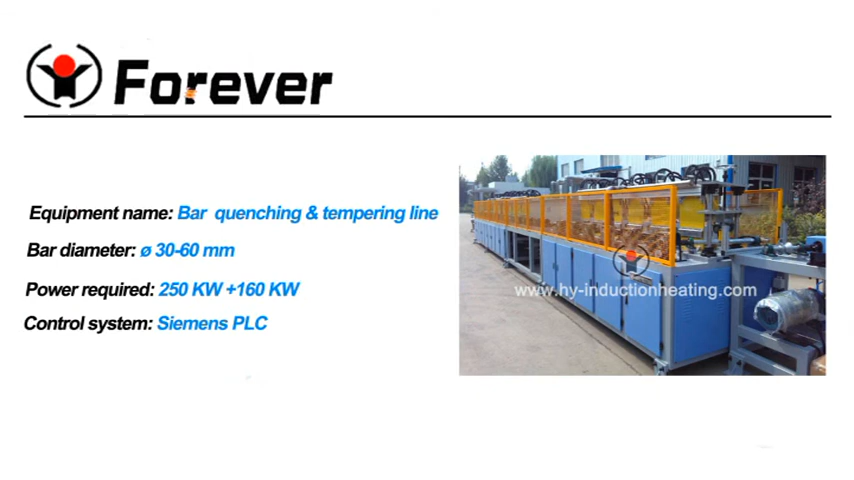 Forever
Equipment name: Bar quenching & tempering line
Bar diameter: ø 30-60 mm
Power required: 250 KW +160 KW
Control system: Siemens PLC
www.hy-inductionheating.com